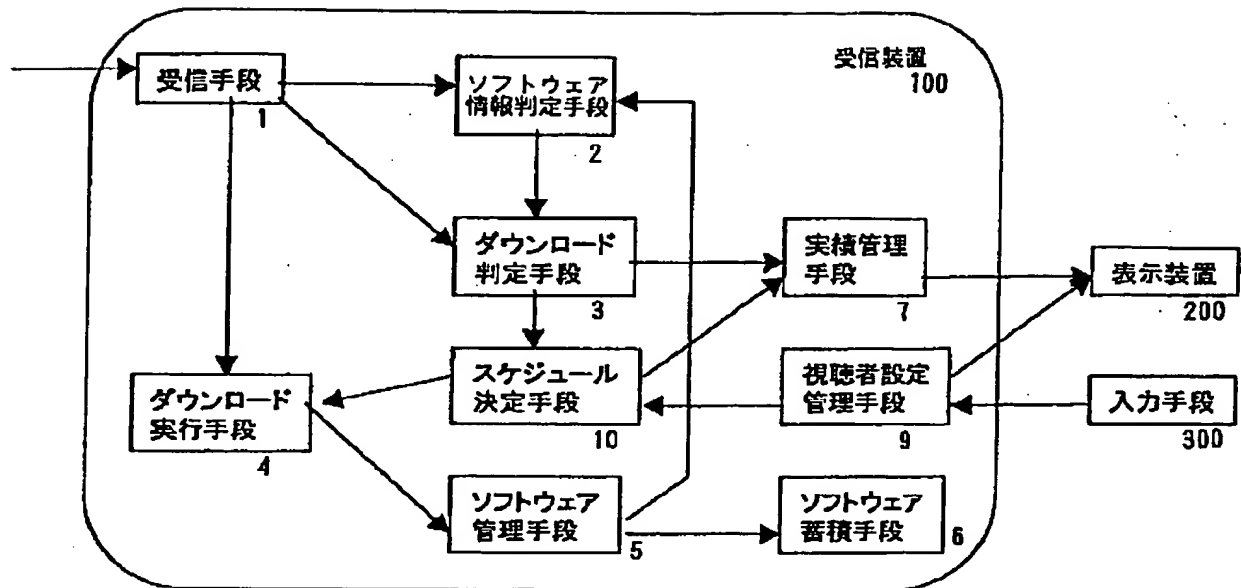 受信装置
100
受信手段
1
ソフトウェア
情報判定手段
2
ダウンロード
判定手段
3
実績管理
手段
7
表示装置
200
ダウンロード
実行手段
4
スケジュール
決定手段
10
視聴者設定
管理手段
9
入力手段
300
ソフトウェア
管理手段
5
ソフトウェア
蓄積手段
6